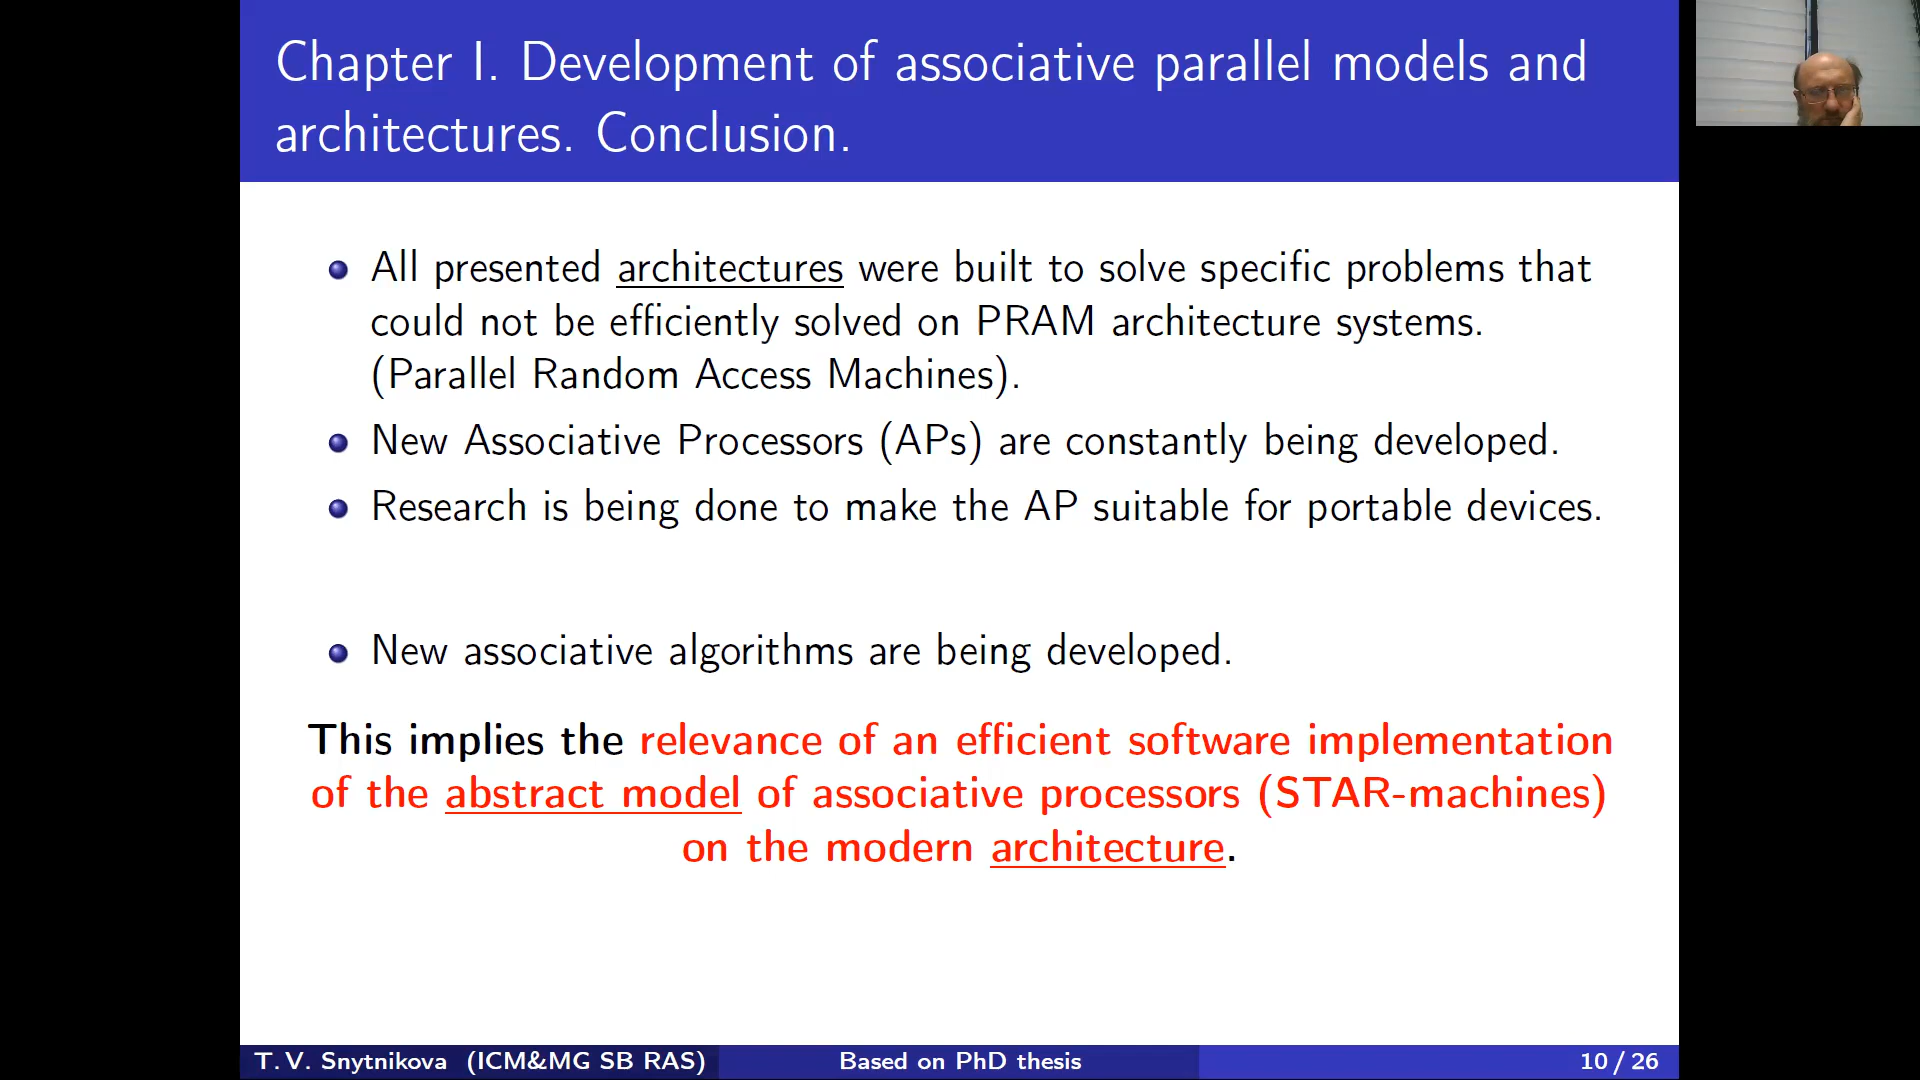 Chapter I. Development of associative parallel models and
architectures. Conclusion.
All presented architectures were built to solve specific problems that
could not be efficiently solved on PRAM architecture systems.
(Parallel Random Access Machines).
New Associative Processors (APs) are constantly being developed.
Research is being done to make the AP suitable for portable devices.
New associative algorithms are being developed.
This implies the relevance of an efficient software implementation
of the abstract model of associative processors (STAR-machines)
on the modern architecture.
T. V. Snytnikova (ICM&MG SB RAS)
Based on PhD thesis
10 / 26